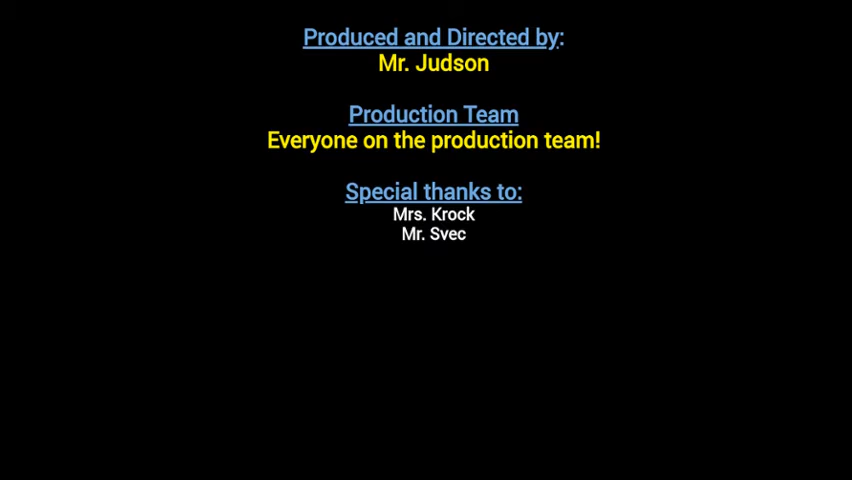 Produced and Directed by:
Mr. Judson
Production Team
Everyone on the production team!
Special thanks to:
Mrs. Krock
Mr. Svec